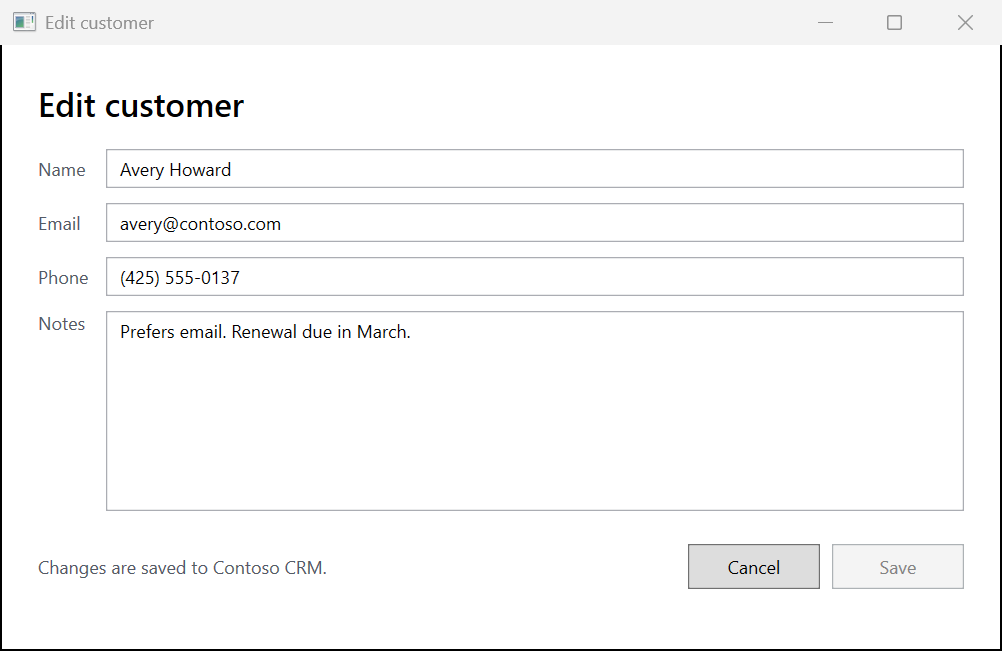 Edit customer
Edit customer
Name
Avery Howard
Email
avery@contoso.com
Phone
(425) 555-0137
Notes
Prefers email. Renewal due in March.
Changes are saved to Contoso CRM.
Cancel
Save